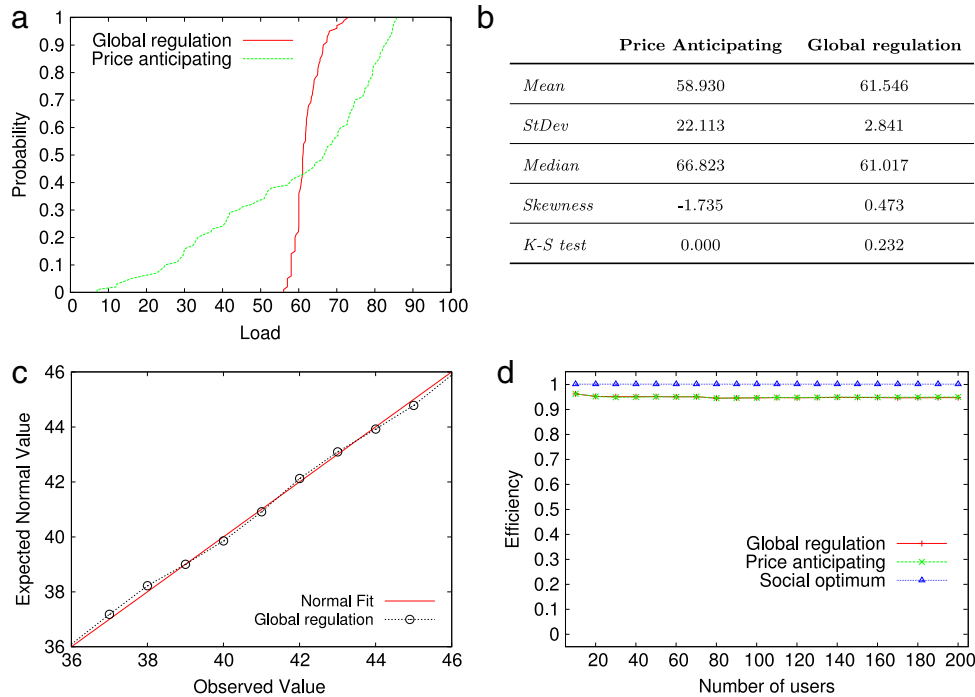 a
1
0.9
0.8
0.7
0.6
0.5
0.4
0.3
0.2
0.1
0
Probability
Global regulation
Price anticipating
0 10 20 30 40 50 60 70 80 90 100
Load
b
Price Anticipating Global regulation
Mean 58.930 61.546
StDev 22.113 2.841
Median 66.823 61.017
Skewness -1.735 0.473
K-S test 0.000 0.232
c
46
44
42
40
38
36
Expected Normal Value
Normal Fit
Global regulation
36 38 40 42 44 46
Observed Value
d
1
0.9
0.8
0.7
0.6
0.5
0.4
0.3
0.2
1
0
Efficiency
Global regulation
Price anticipating
Social optimum
20 40 60 80 100 120 140 160 180 200
Number of users